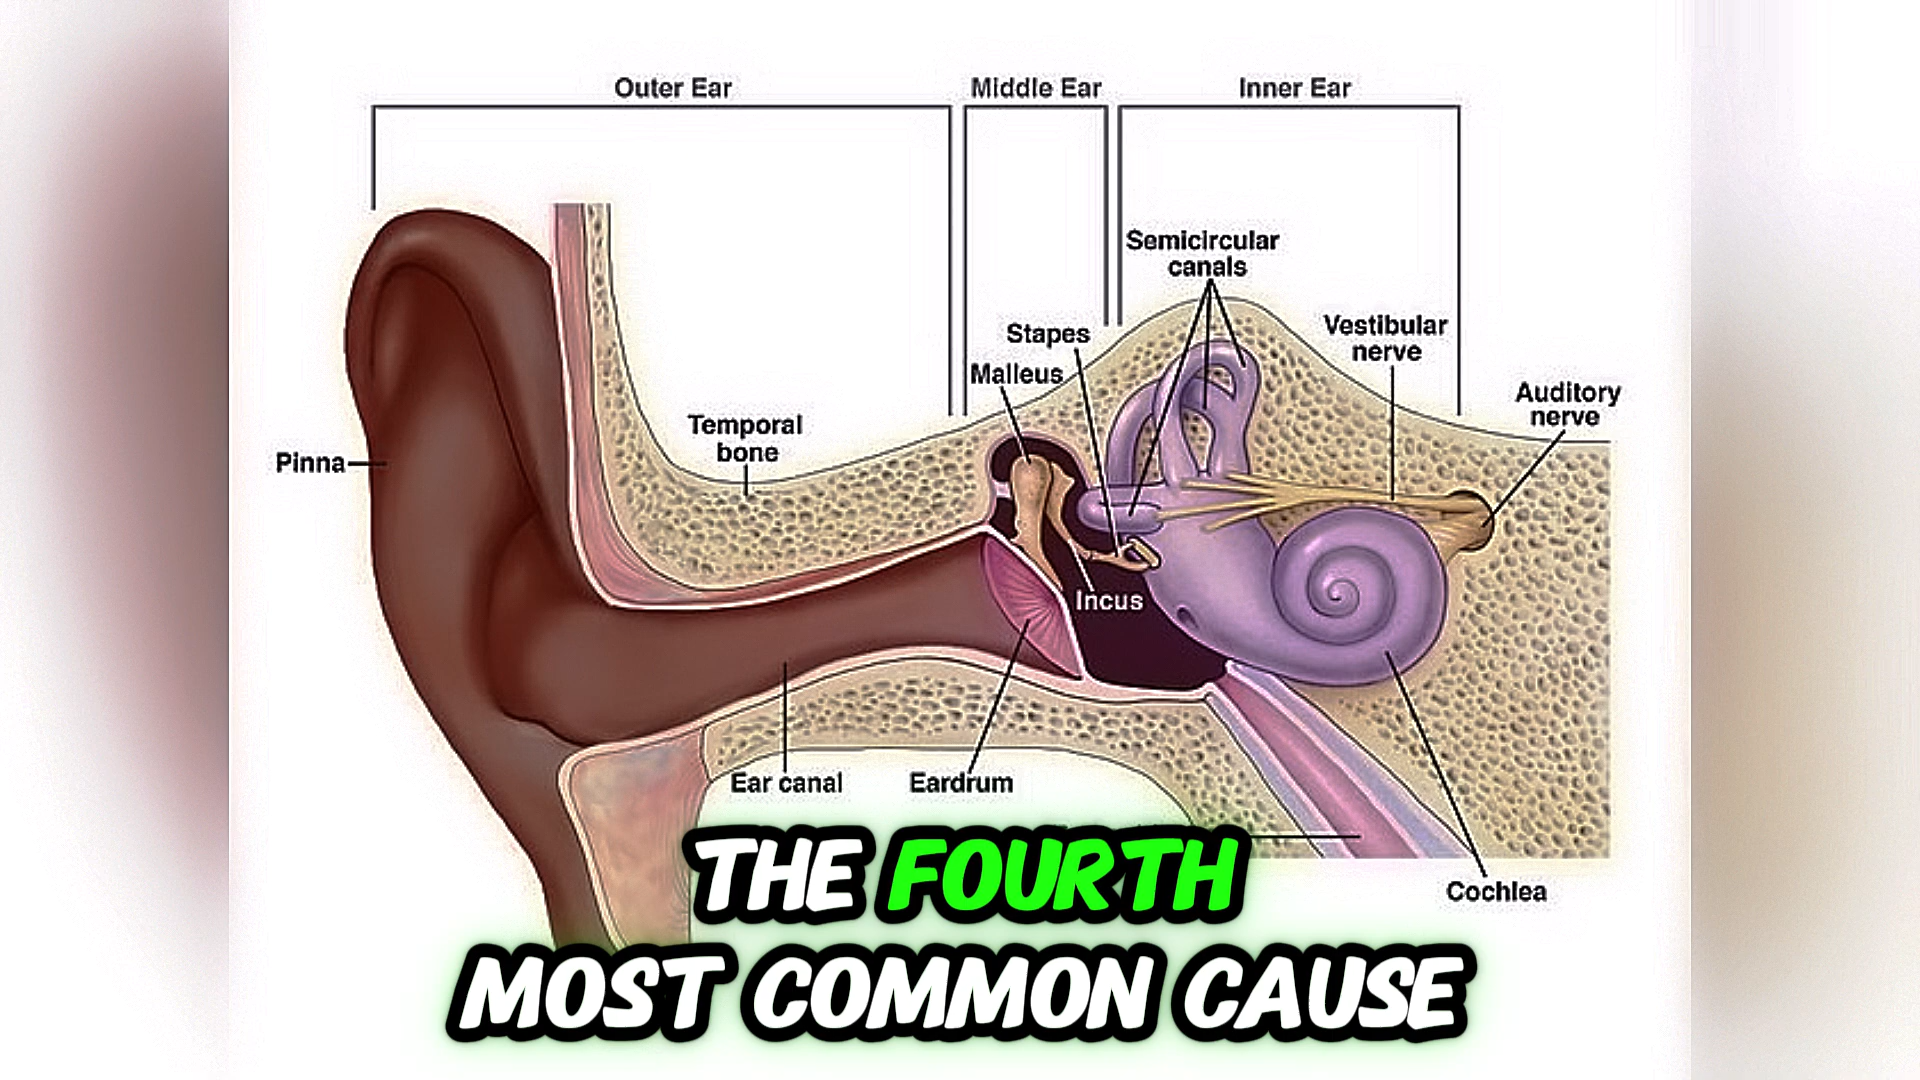 Outer Ear
Middle Ear
Inner Ear
Semicircular
canals
Stapes
Vestibular
nerve
Malleus
Auditory
nerve
Temporal
bone
Pinna
Incus
Ear canal
Eardrum
Cochlea
THE FOURTH
MOST COMMON CAUSE